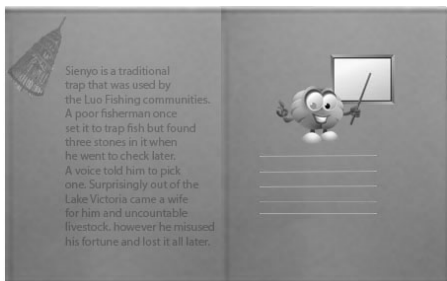 Sienyo is a traditional
trap that was used by
the Luo Fishing communities.
A poor fisherman once
set it to trap fish but found
three stones in it when
he went to check later.
A voice told him to pick
one. Surprisingly out of the
Lake Victoria came a wife
for him and uncountable
livestock. however he misused
his fortune and lost it all later.